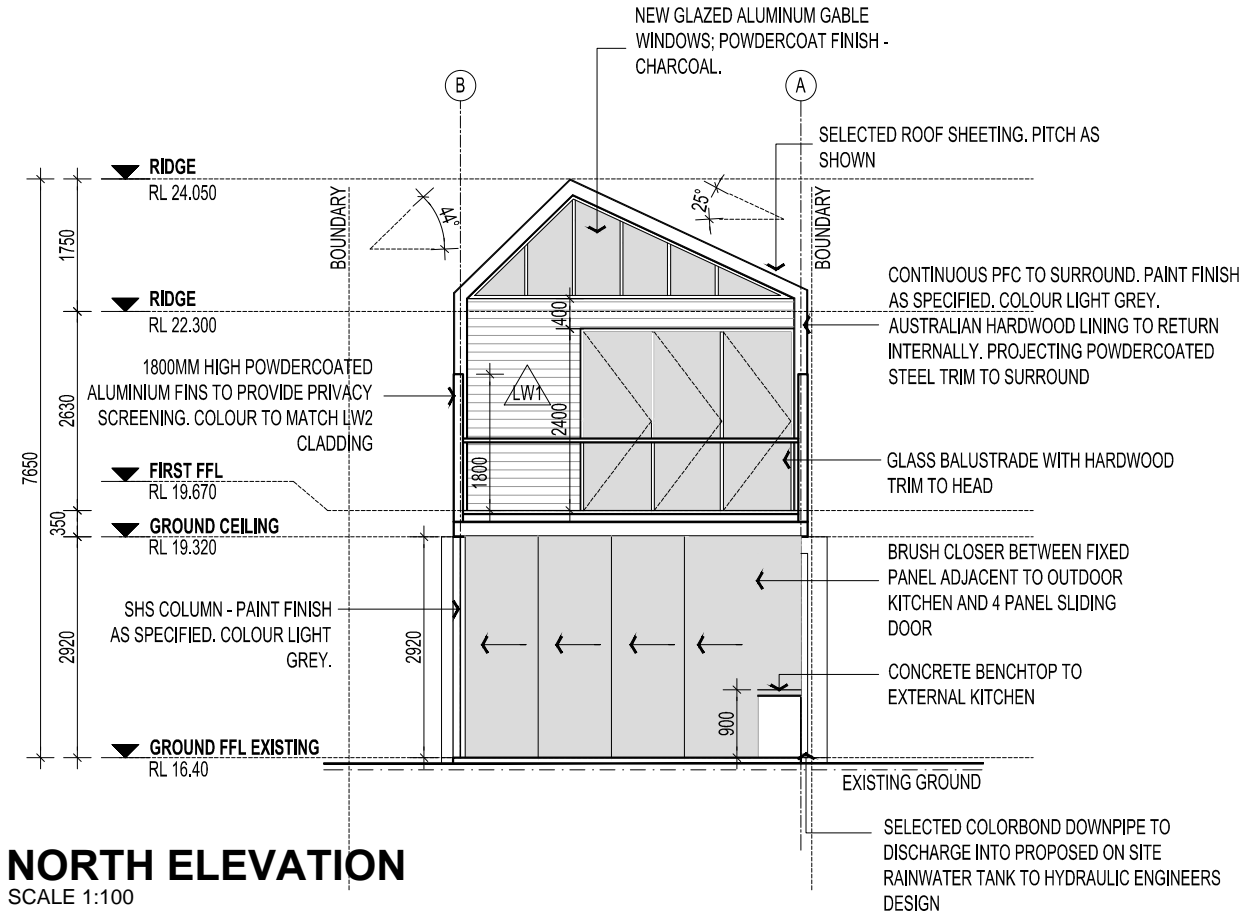 NEW GLAZED ALUMINUM GABLE
WINDOWS; POWDERCOAT FINISH -
CHARCOAL.
B
A
SELECTED ROOF SHEETING. PITCH AS
SHOWN
RIDGE
RL 24.050
BOUNDARY
44°
25°
BOUNDARY
1750
CONTINUOUS PFC TO SURROUND. PAINT FINISH
AS SPECIFIED. COLOUR LIGHT GREY.
AUSTRALIAN HARDWOOD LINING TO RETURN
INTERNALLY. PROJECTING POWDERCOATED
STEEL TRIM TO SURROUND
RIDGE
RL 22.300
400
1800MM HIGH POWDERCOATED
ALUMINIUM FINS TO PROVIDE PRIVACY
SCREENING. COLOUR TO MATCH LW2
CLADDING
LW1
2400
2630
7650
1800
GLASS BALUSTRADE WITH HARDWOOD
TRIM TO HEAD
FIRST FFL
RL 19.670
350
GROUND CEILING
RL 19.320
BRUSH CLOSER BETWEEN FIXED
PANEL ADJACENT TO OUTDOOR
KITCHEN AND 4 PANEL SLIDING
DOOR
SHS COLUMN - PAINT FINISH
AS SPECIFIED. COLOUR LIGHT
GREY.
2920
2920
CONCRETE BENCHTOP TO
EXTERNAL KITCHEN
900
GROUND FFL EXISTING
RL 16.40
EXISTING GROUND
SELECTED COLORBOND DOWNPIPE TO
DISCHARGE INTO PROPOSED ON SITE
RAINWATER TANK TO HYDRAULIC ENGINEERS
DESIGN
NORTH ELEVATION
SCALE 1:100